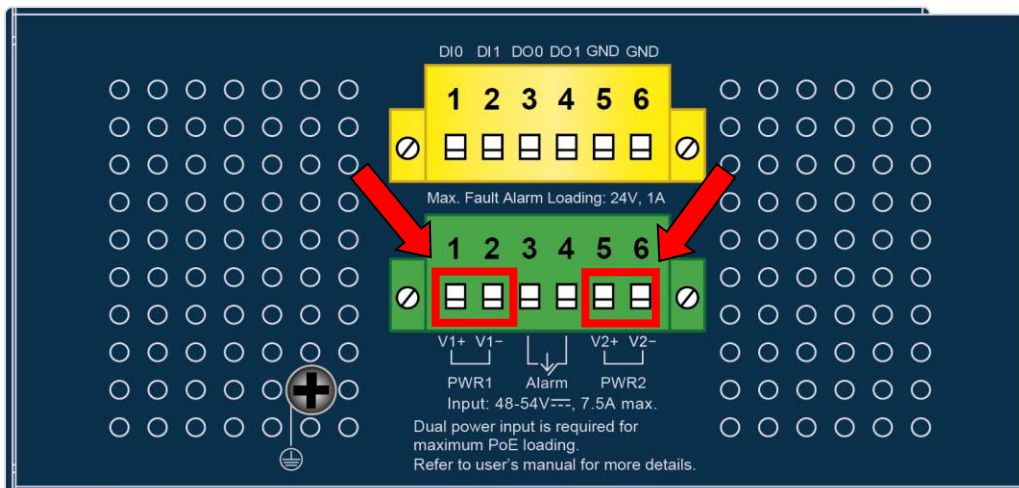 DI0 DI1 DO0 DO1 GND GND
1 2 3 4 5 6
Max. Fault Alarm Loading: 24V, 1A
1 2 3 4 5 6
V1+ V1− V2+ V2−
PWR1 Alarm PWR2
Input: 48-54V⎓, 7.5A max.
Dual power input is required for
maximum PoE loading.
Refer to user's manual for more details.